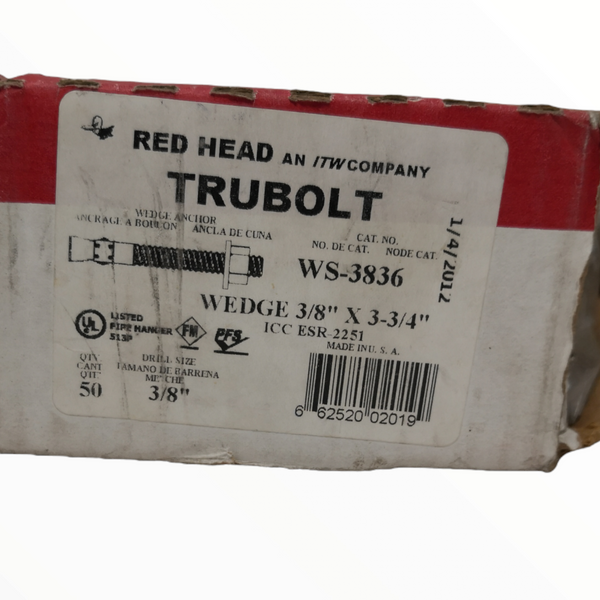 RED HEAD AN ITW COMPANY
TRUBOLT
WEDGE ANCHOR
ANCRAGE A BOULON ANCLA DE CUNA
CAT. NO.
NO. DE CAT. NODE CAT.
WS-3836
1/4/2012
WEDGE 3/8" X 3-3/4"
ICC ESR-2251
MADE IN U. S. A.
UL
LISTED
PIPE HANGER
513P
FM
PFS
QTY.
CANT
QTE
50
DRILL SIZE
TAMANO DE BARRENA
MECHE
3/8"
6 62520 02019